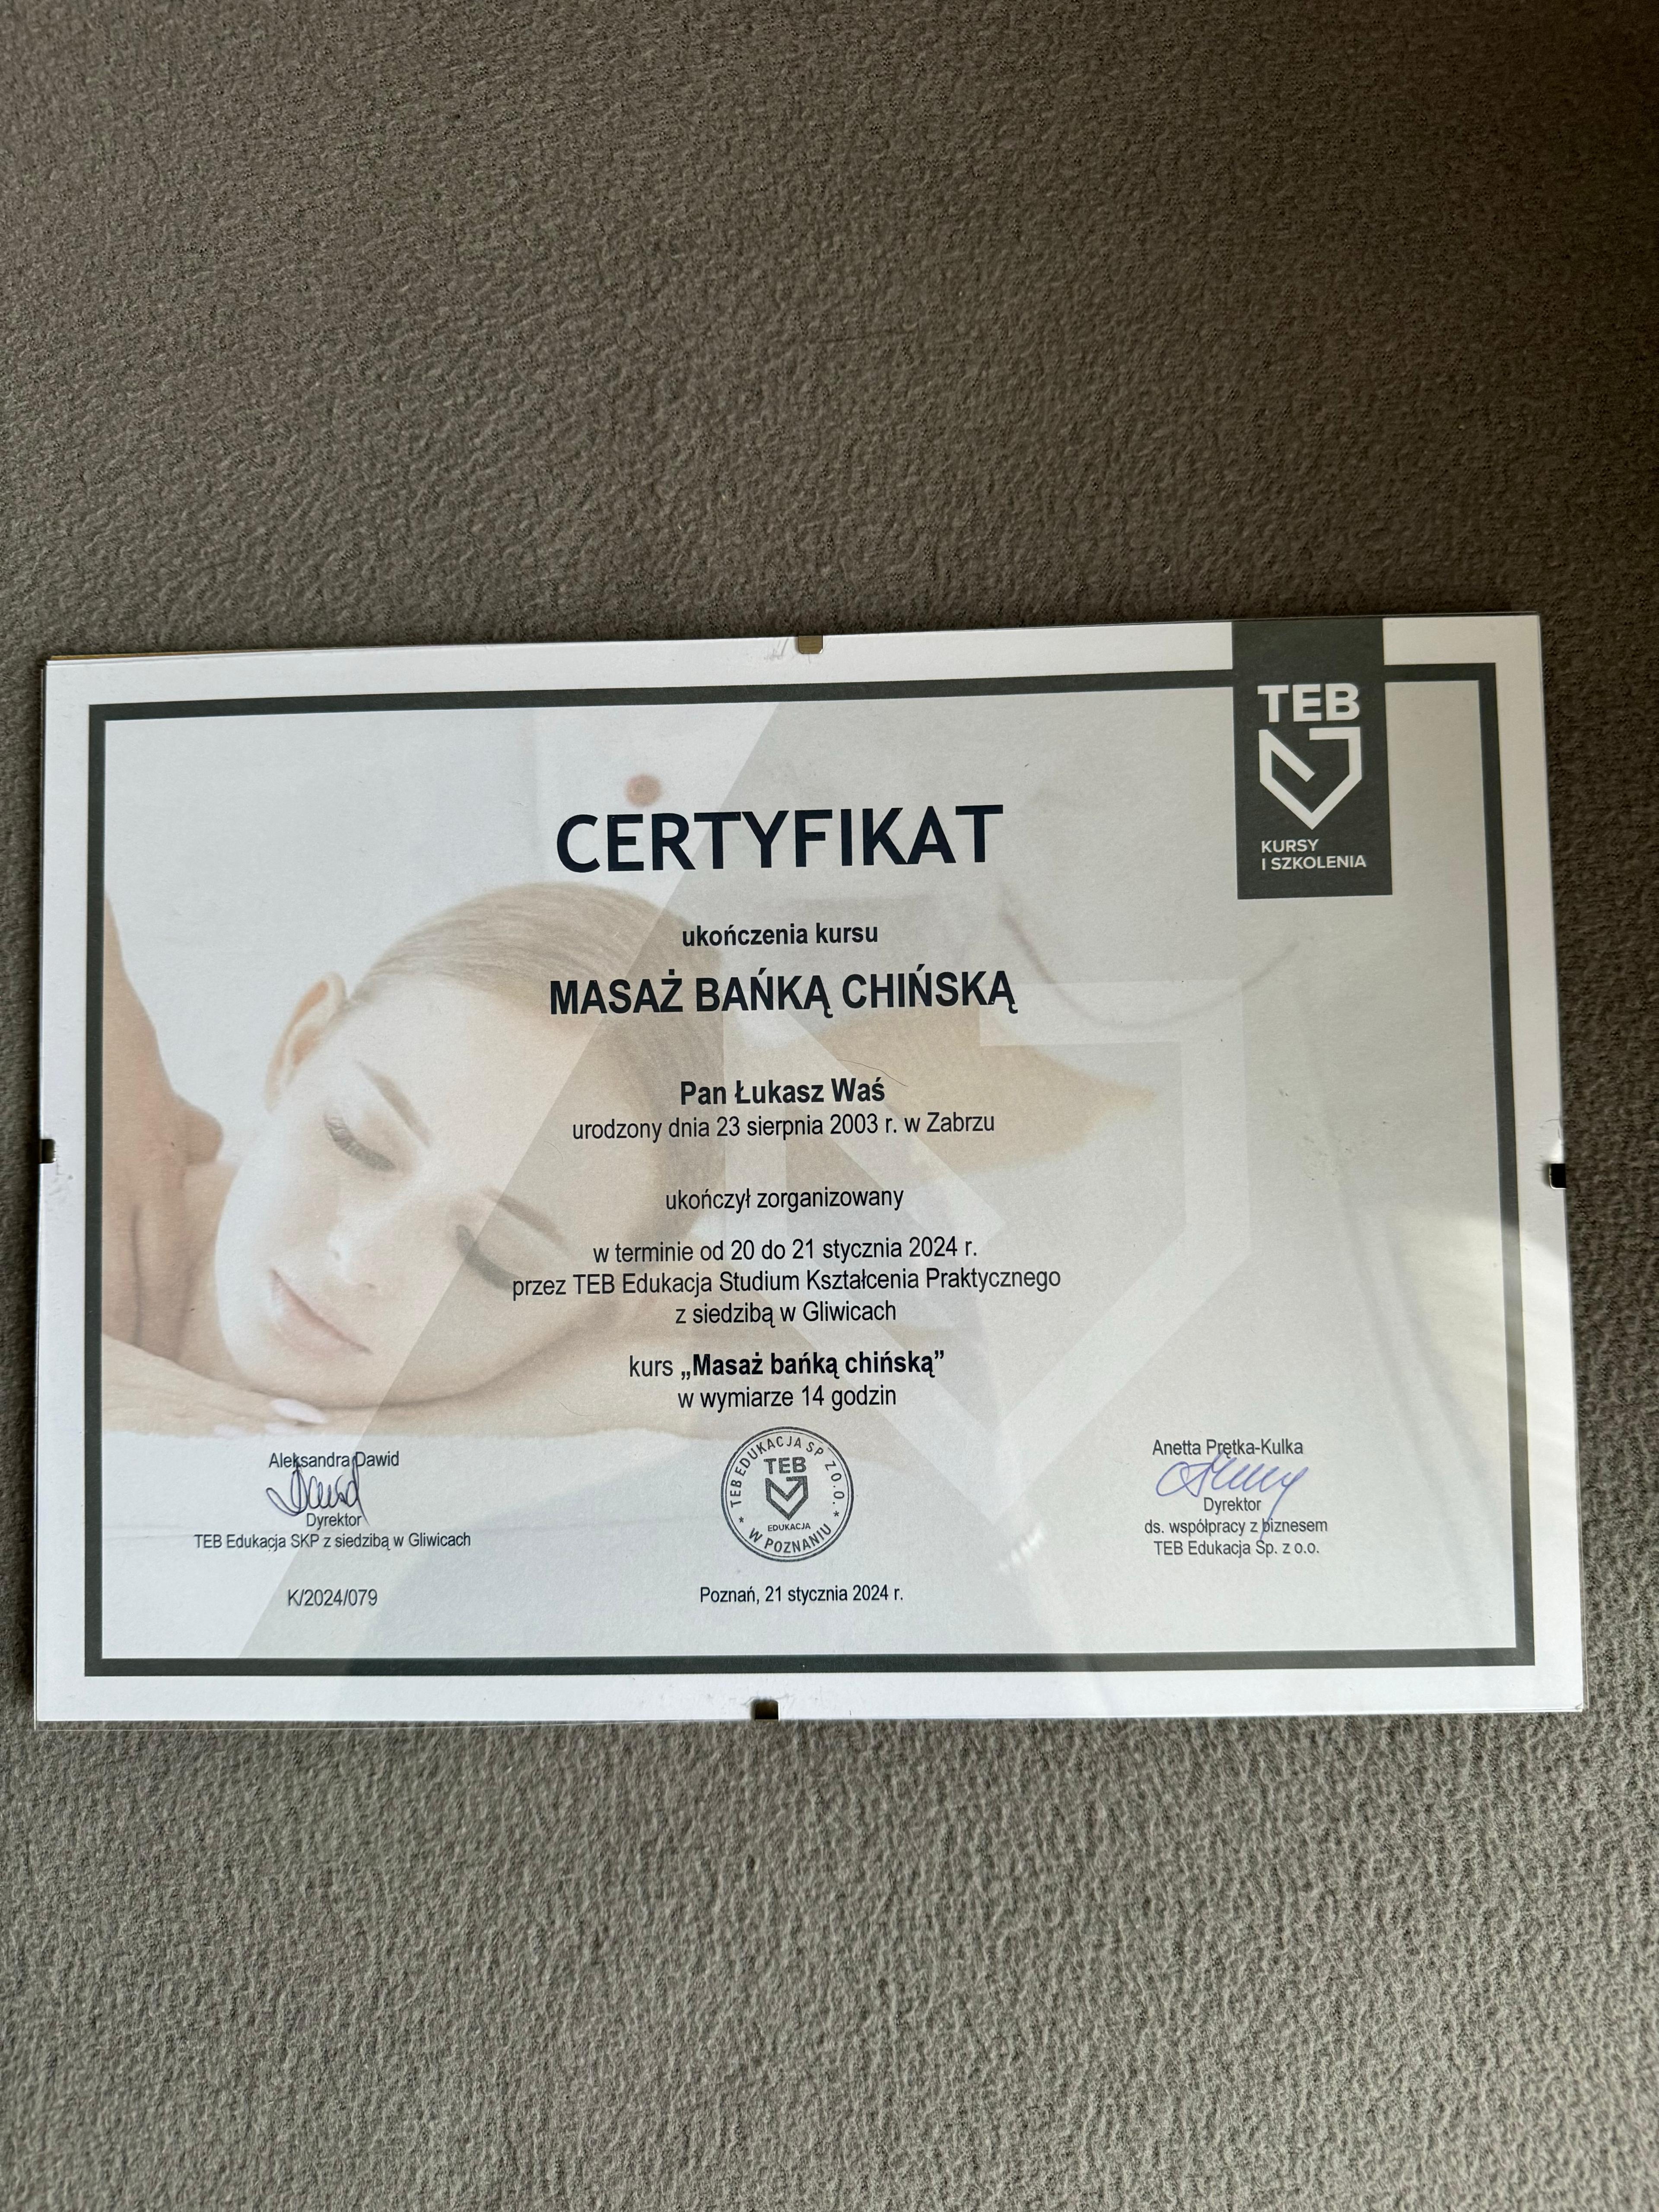 TEB
KURSY
I SZKOLENIA
CERTYFIKAT
ukończenia kursu
MASAŻ BAŃKĄ CHIŃSKĄ
Pan Łukasz Waś
urodzony dnia 23 sierpnia 2003 r. w Zabrzu
ukończył zorganizowany
w terminie od 20 do 21 stycznia 2024 r.
przez TEB Edukacja Studium Kształcenia Praktycznego
z siedzibą w Gliwicach
kurs „Masaż bańką chińską”
w wymiarze 14 godzin
Aleksandra Dawid
Dawid
Dyrektor
TEB Edukacja SKP z siedzibą w Gliwicach
K/2024/079
TEB EDUKACJA SP. Z O.O.
TEB
EDUKACJA
* W POZNANIU *
Poznań, 21 stycznia 2024 r.
Anetta Prętka-Kulka
Dyrektor
ds. współpracy z biznesem
TEB Edukacja Sp. z o.o.